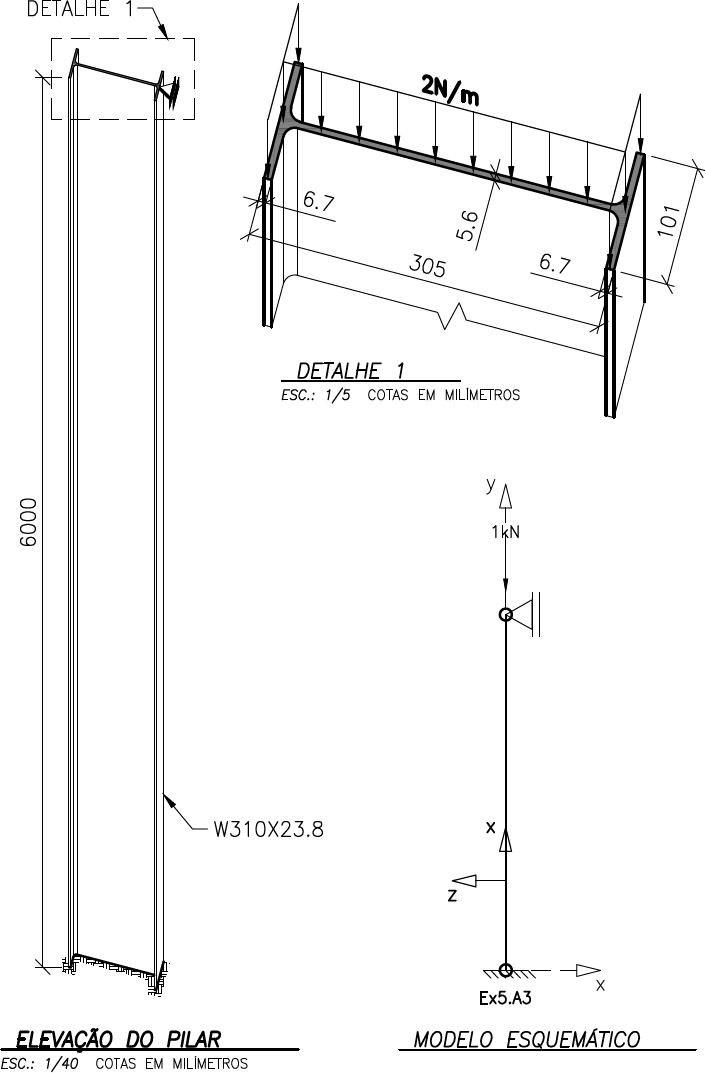 DETALHE 1
2N/m
6.7
5.6
101
305
6.7
DETALHE 1
ESC.: 1/5 COTAS EM MILÍMETROS
6000
y
1kN
W310X23.8
x
z
x
Ex5.A3
ELEVAÇÃO DO PILAR
ESC.: 1/40 COTAS EM MILÍMETROS
MODELO ESQUEMÁTICO